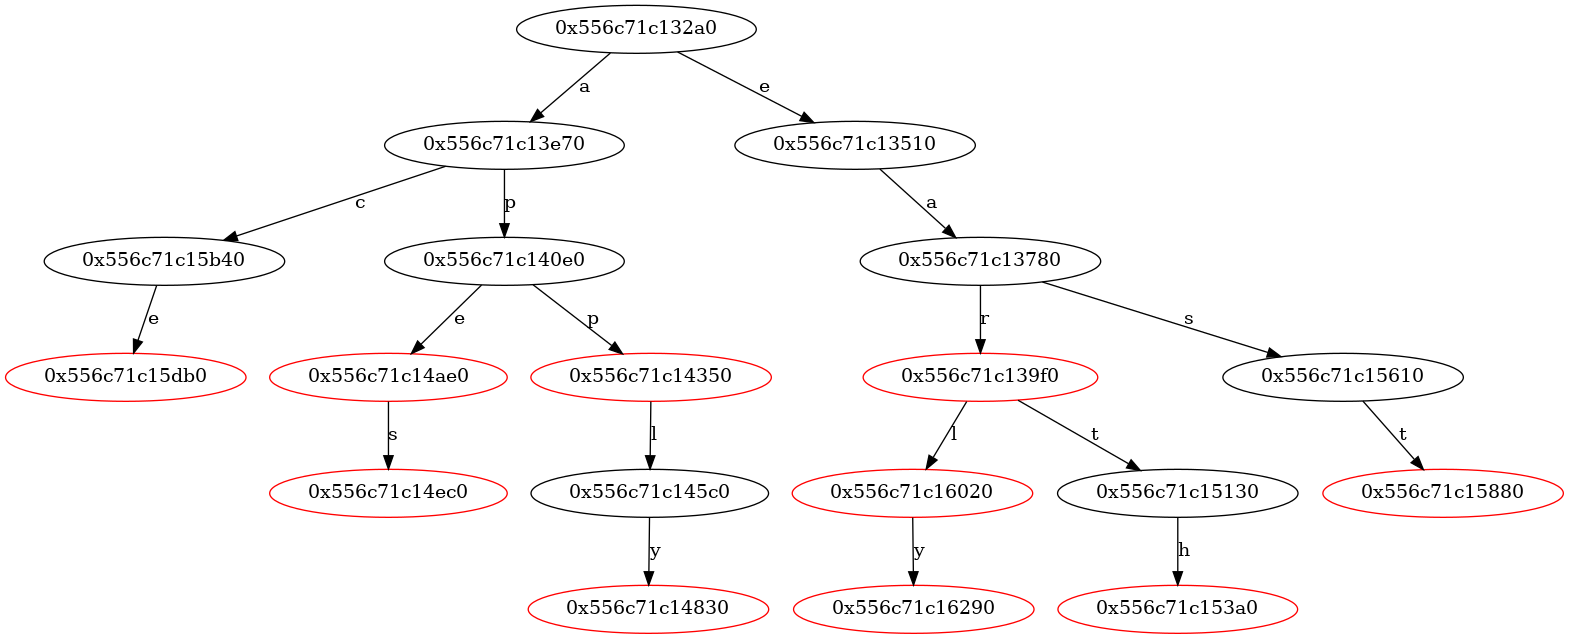 0x556c71c132a0
a e
0x556c71c13e70 0x556c71c13510
c p a
0x556c71c15b40 0x556c71c140e0 0x556c71c13780
e e p r s
0x556c71c15db0 0x556c71c14ae0 0x556c71c14350 0x556c71c139f0 0x556c71c15610
s l l t t
0x556c71c14ec0 0x556c71c145c0 0x556c71c16020 0x556c71c15130 0x556c71c15880
y y h
0x556c71c14830 0x556c71c16290 0x556c71c153a0